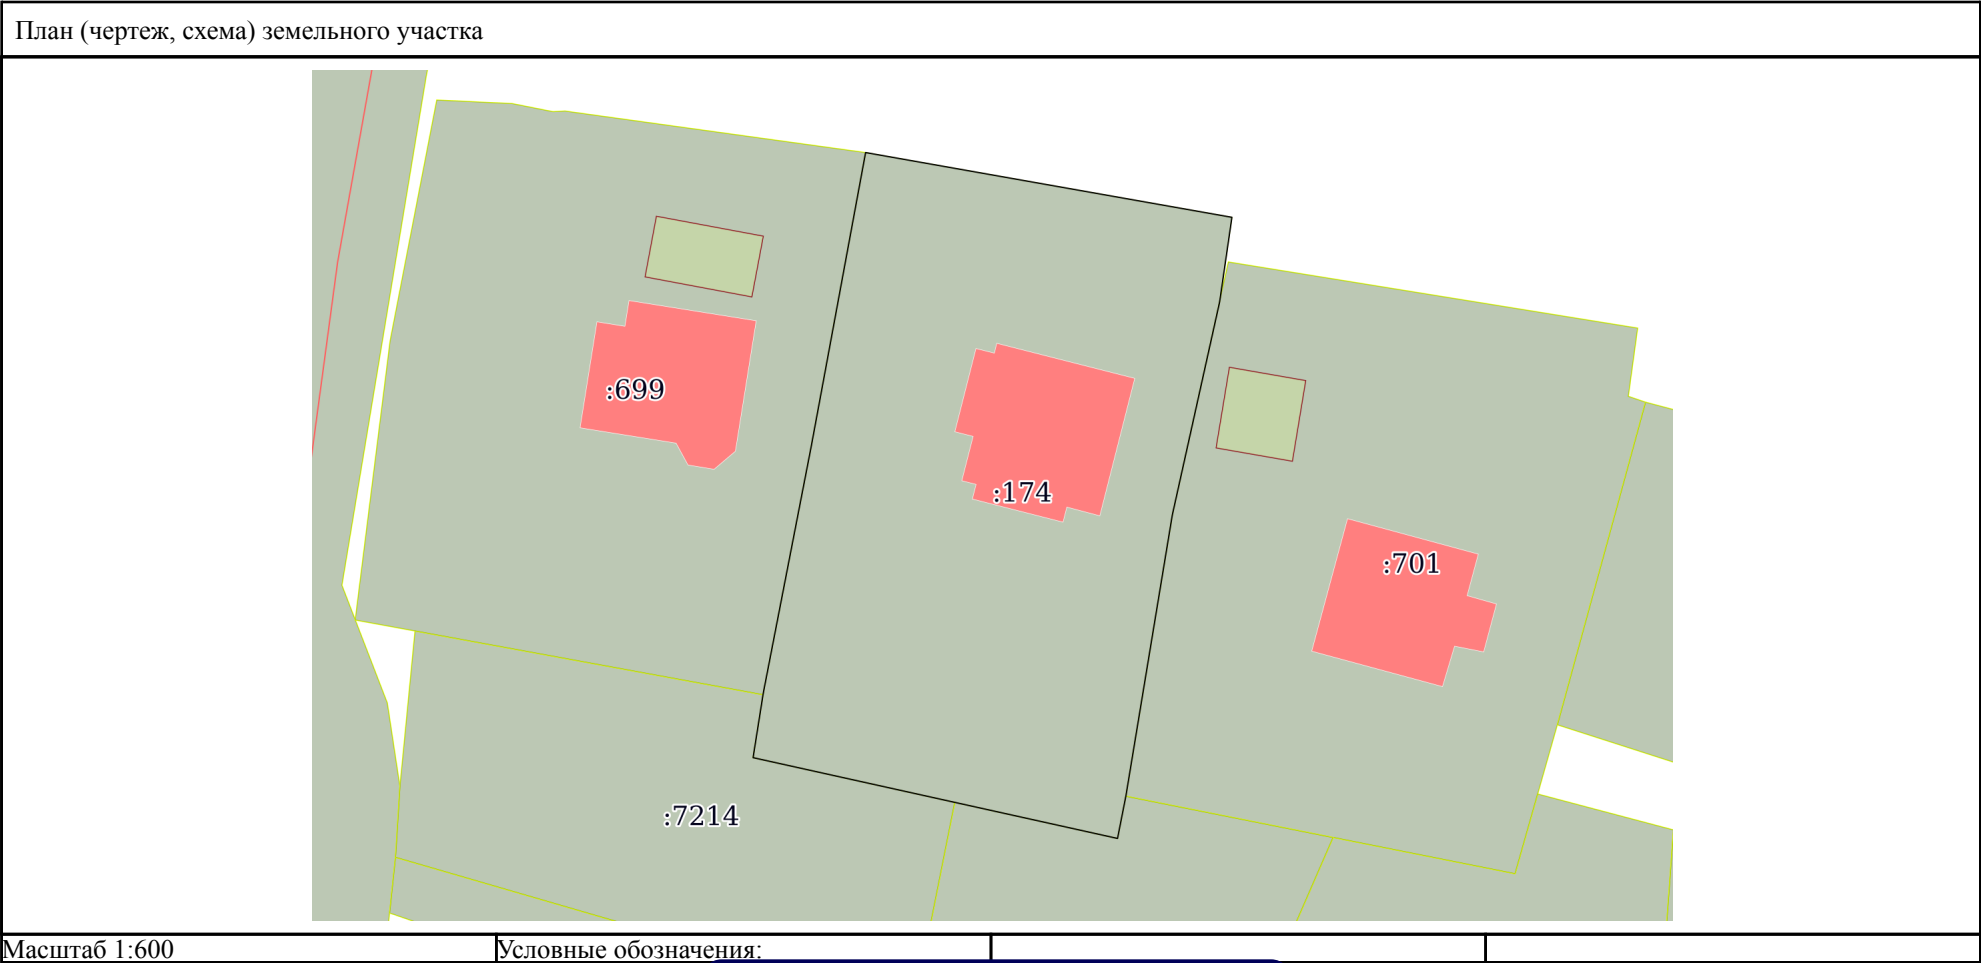 План (чертеж, схема) земельного участка
:699
:174
:701
:7214
Масштаб 1:600
Условные обозначения: